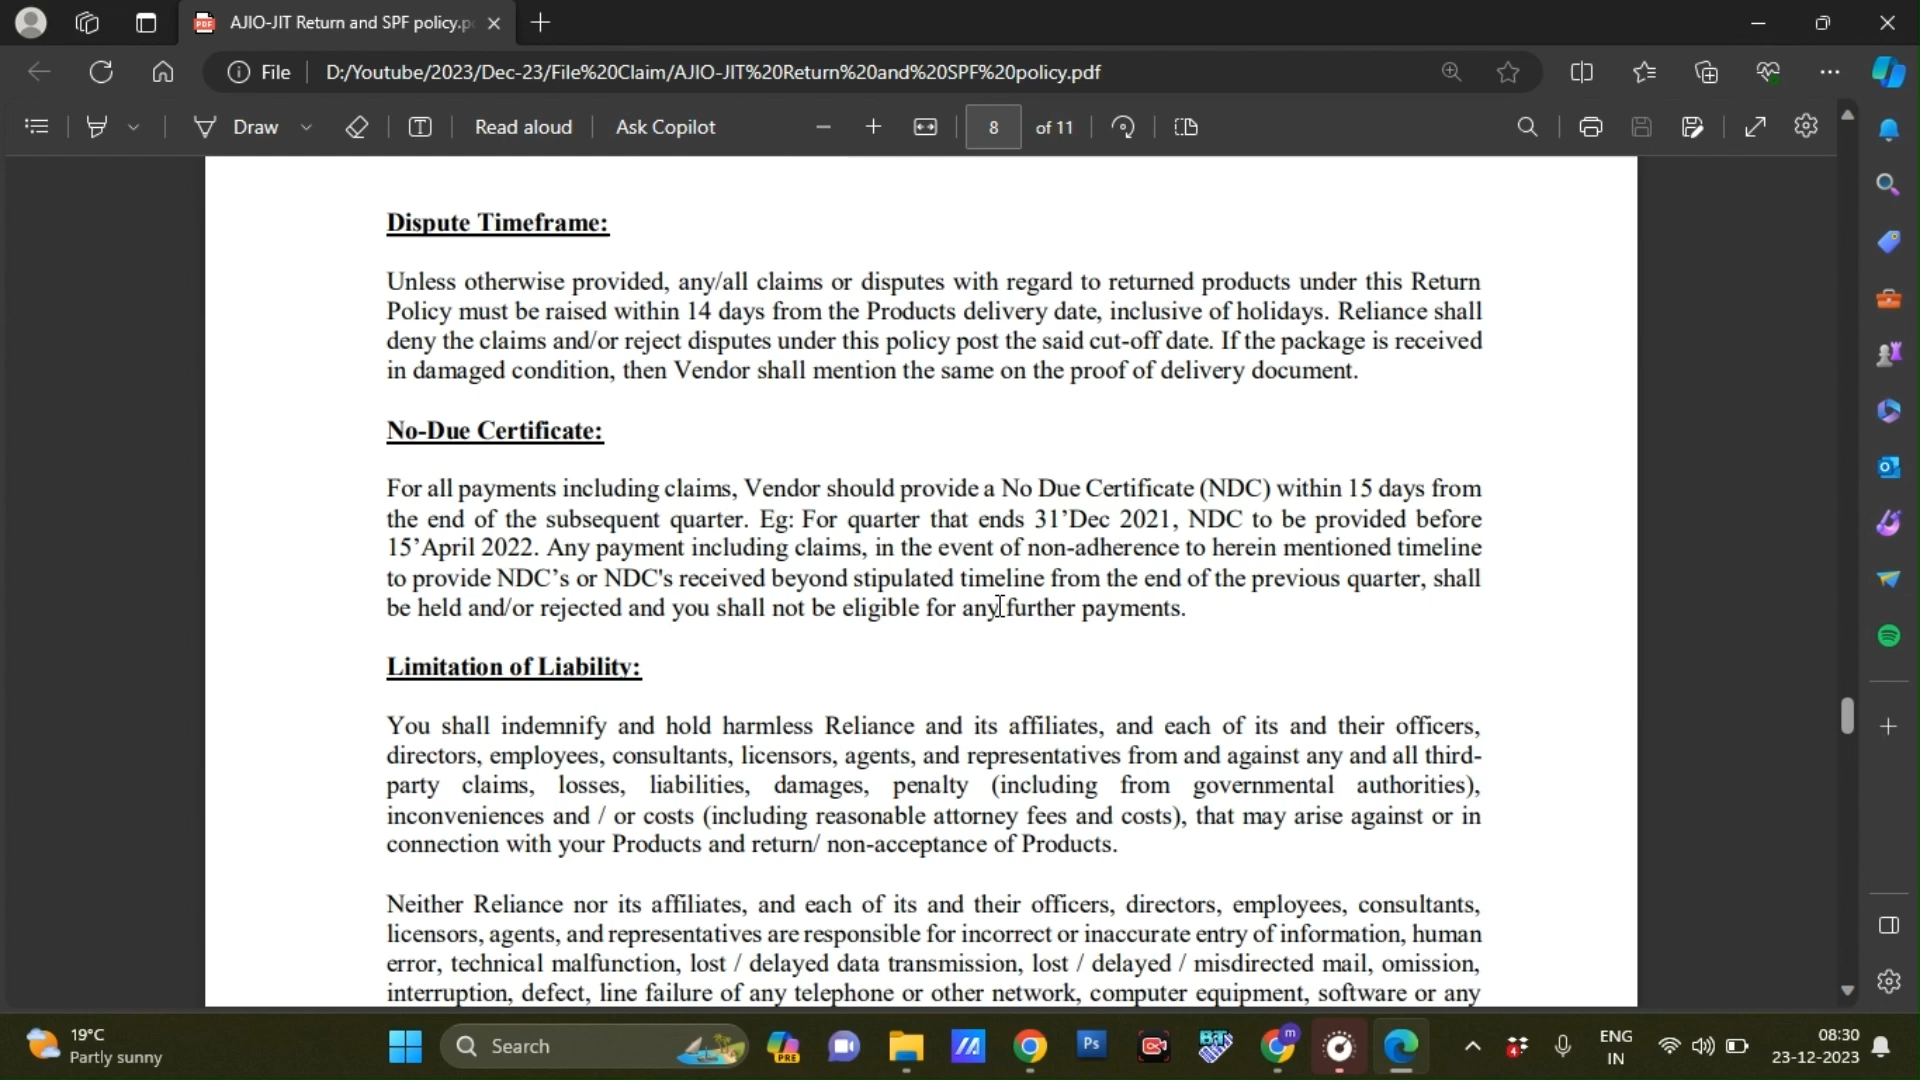 AJIO-JIT Return and SPF policy.p
File
D:/Youtube/2023/Dec-23/File%20Claim/AJIO-JIT%20Return%20and%20SPF%20policy.pdf
Draw
Read aloud
Ask Copilot
8
of 11
Dispute Timeframe:
Unless otherwise provided, any/all claims or disputes with regard to returned products under this Return
Policy must be raised within 14 days from the Products delivery date, inclusive of holidays. Reliance shall
deny the claims and/or reject disputes under this policy post the said cut-off date. If the package is received
in damaged condition, then Vendor shall mention the same on the proof of delivery document.
No-Due Certificate:
For all payments including claims, Vendor should provide a No Due Certificate (NDC) within 15 days from
the end of the subsequent quarter. Eg: For quarter that ends 31’Dec 2021, NDC to be provided before
15’April 2022. Any payment including claims, in the event of non-adherence to herein mentioned timeline
to provide NDC’s or NDC's received beyond stipulated timeline from the end of the previous quarter, shall
be held and/or rejected and you shall not be eligible for any further payments.
Limitation of Liability:
You shall indemnify and hold harmless Reliance and its affiliates, and each of its and their officers,
directors, employees, consultants, licensors, agents, and representatives from and against any and all third-
party claims, losses, liabilities, damages, penalty (including from governmental authorities),
inconveniences and / or costs (including reasonable attorney fees and costs), that may arise against or in
connection with your Products and return/ non-acceptance of Products.
Neither Reliance nor its affiliates, and each of its and their officers, directors, employees, consultants,
licensors, agents, and representatives are responsible for incorrect or inaccurate entry of information, human
error, technical malfunction, lost / delayed data transmission, lost / delayed / misdirected mail, omission,
interruption, defect, line failure of any telephone or other network, computer equipment, software or any
19°C
Partly sunny
Search
PRE
Ps
m
4
ENG
IN
08:30
23-12-2023